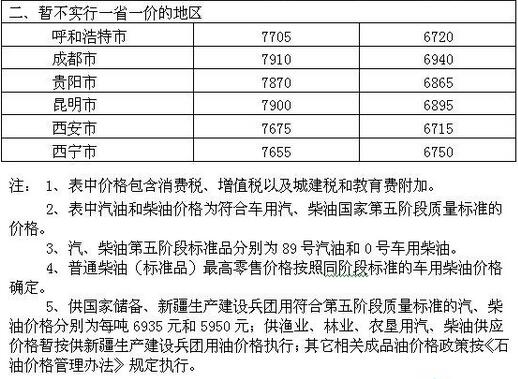 二、暂不实行一省一价的地区
呼和浩特市 7705 6720
成都市 7910 6940
贵阳市 7870 6865
昆明市 7900 6895
西安市 7675 6715
西宁市 7655 6750
注： 1、表中价格包含消费税、增值税以及城建税和教育费附加。
2、表中汽油和柴油价格为符合车用汽、柴油国家第五阶段质量标准的
价格。
3、汽、柴油第五阶段标准品分别为 89 号汽油和 0 号车用柴油。
4、普通柴油（标准品）最高零售价格按照同阶段标准的车用柴油价格
确定。
5、供国家储备、新疆生产建设兵团用符合第五阶段质量标准的汽、柴
油价格分别为每吨 6935 元和 5950 元；供渔业、林业、农垦用汽、柴油供应
价格暂按供新疆生产建设兵团用油价格执行；其它相关成品油价格政策按《石
油价格管理办法》规定执行。